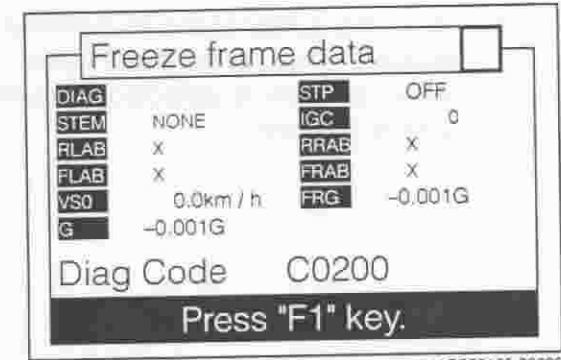 Freeze frame data
DIAG STP OFF
STEM NONE IGC 0
RLAB X RRAB X
FLAB X FRAB X
VS0 0.0km / h FRG -0.001G
G -0.001G
Diag Code C0200
Press "F1" key.